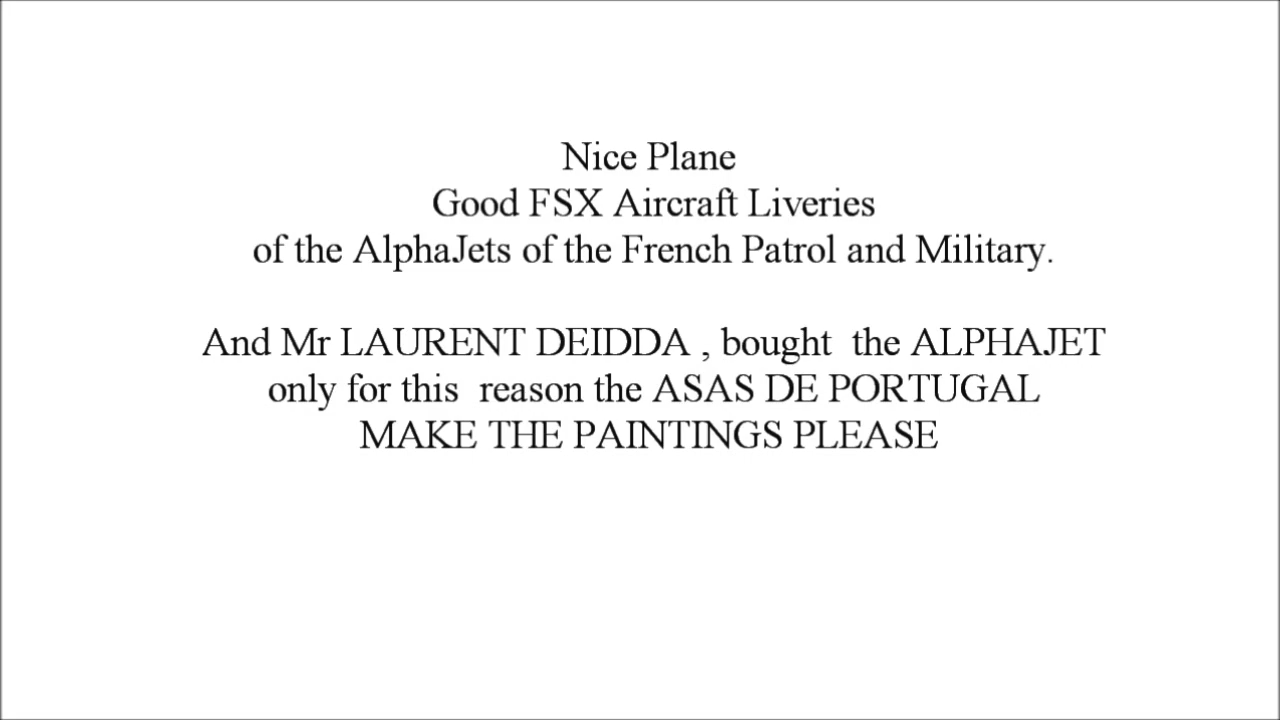 Nice Plane
Good FSX Aircraft Liveries
of the AlphaJets of the French Patrol and Military.
And Mr LAURENT DEIDDA , bought  the ALPHAJET
only for this  reason the ASAS DE PORTUGAL
MAKE THE PAINTINGS PLEASE